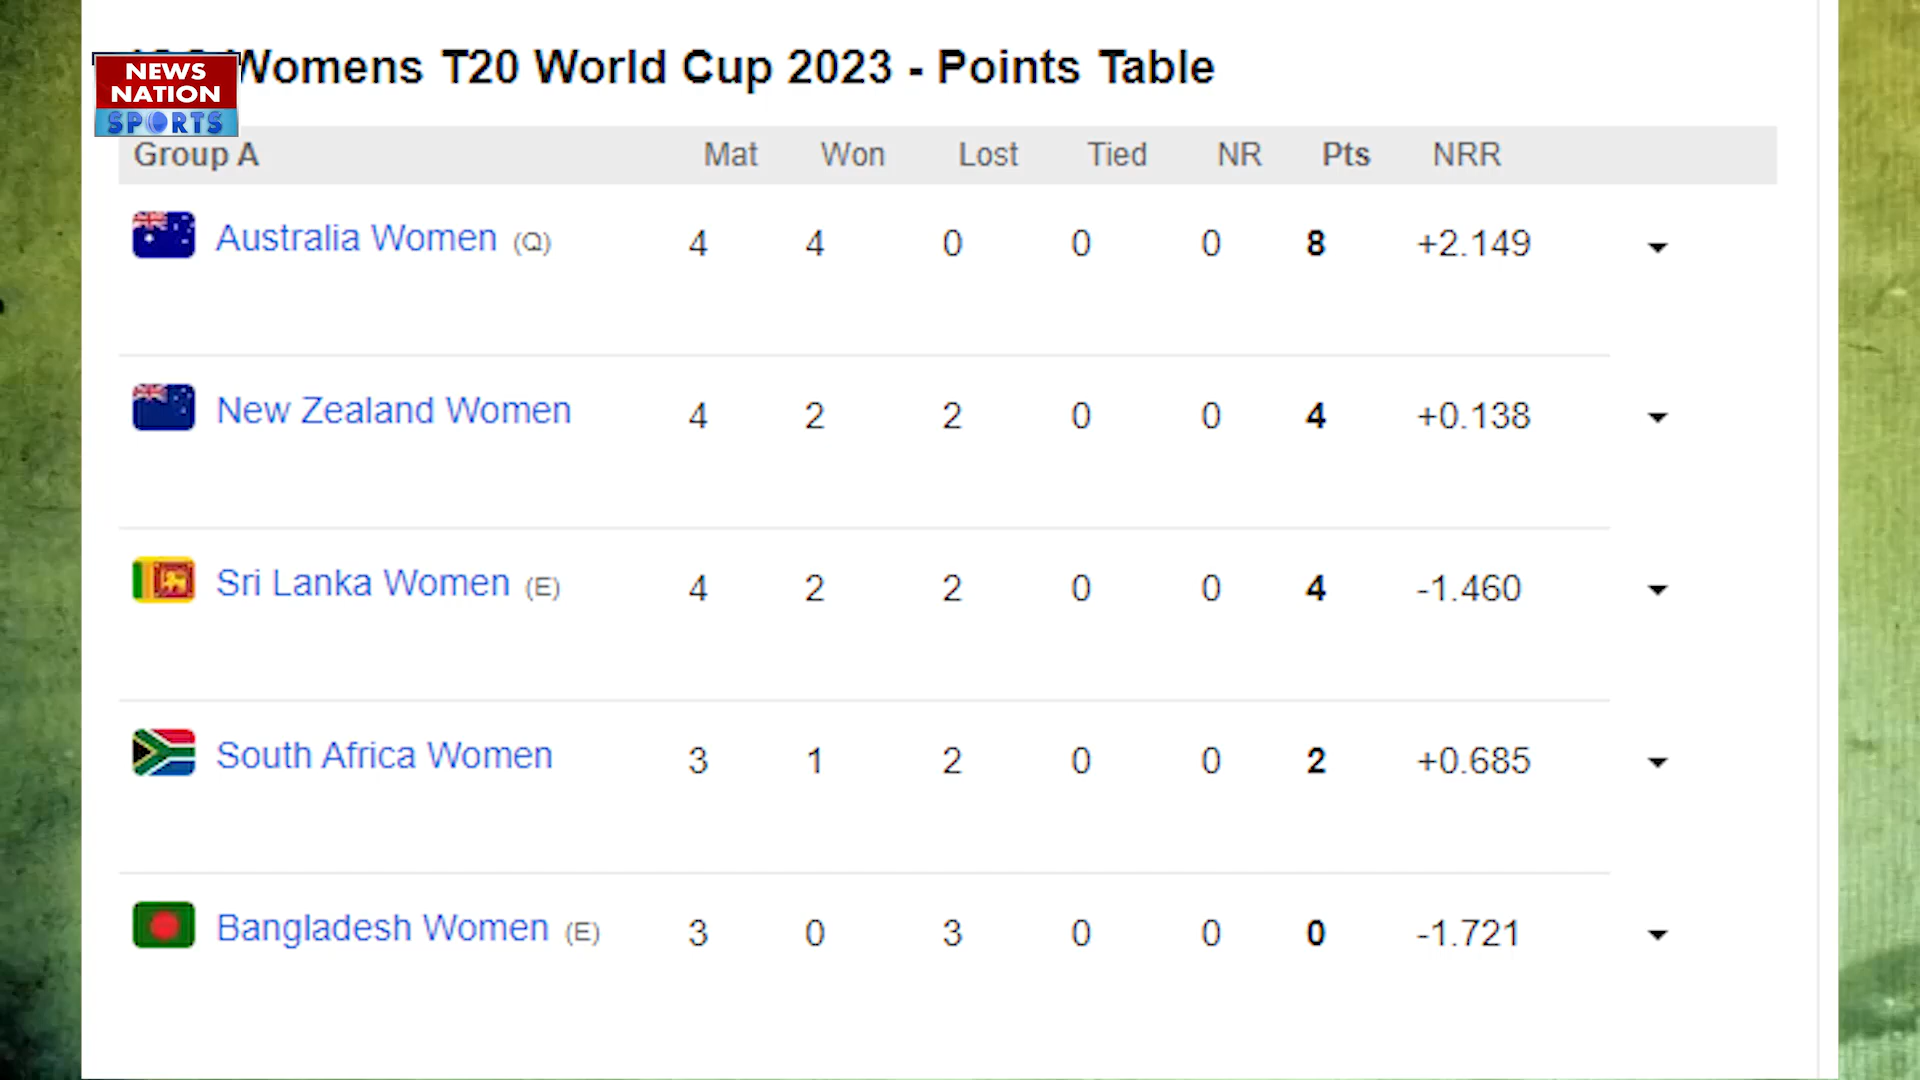 Womens T20 World Cup 2023 - Points Table
NEWS
NATION
SPORTS
Group A Mat Won Lost Tied NR Pts NRR
Australia Women (Q) 4 4 0 0 0 8 +2.149
New Zealand Women 4 2 2 0 0 4 +0.138
Sri Lanka Women (E) 4 2 2 0 0 4 -1.460
South Africa Women 3 1 2 0 0 2 +0.685
Bangladesh Women (E) 3 0 3 0 0 0 -1.721